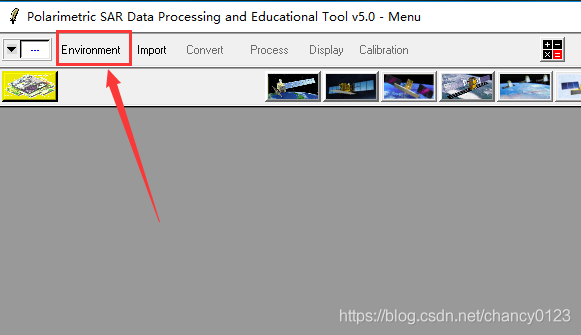 Polarimetric SAR Data Processing and Educational Tool v5.0 - Menu
... Environment Import Convert Process Display Calibration
https://blog.csdn.net/chancy0123